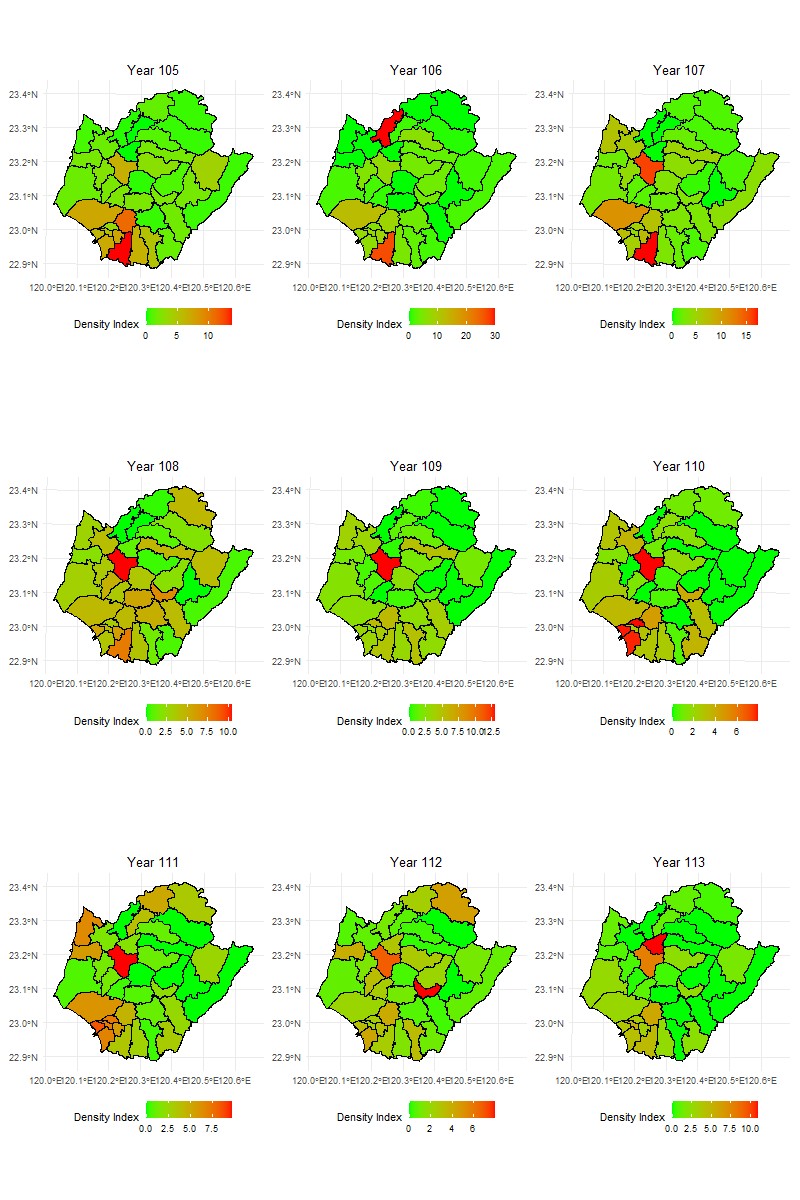 Year 105 Year 106 Year 107
23.4°N 23.4°N 23.4°N
23.3°N 23.3°N 23.3°N
23.2°N 23.2°N 23.2°N
23.1°N 23.1°N 23.1°N
23.0°N 23.0°N 23.0°N
22.9°N 22.9°N 22.9°N
120.0°E120.1°E120.2°E120.3°E120.4°E120.5°E120.6°E 120.0°E120.1°E120.2°E120.3°E120.4°E120.5°E120.6°E 120.0°E120.1°E120.2°E120.3°E120.4°E120.5°E120.6°E
Density Index Density Index Density Index
0 5 10 0 10 20 30 0 5 10 15
Year 108 Year 109 Year 110
23.4°N 23.4°N 23.4°N
23.3°N 23.3°N 23.3°N
23.2°N 23.2°N 23.2°N
23.1°N 23.1°N 23.1°N
23.0°N 23.0°N 23.0°N
22.9°N 22.9°N 22.9°N
120.0°E120.1°E120.2°E120.3°E120.4°E120.5°E120.6°E 120.0°E120.1°E120.2°E120.3°E120.4°E120.5°E120.6°E 120.0°E120.1°E120.2°E120.3°E120.4°E120.5°E120.6°E
Density Index Density Index Density Index
0.0 2.5 5.0 7.5 10.0 0.0 2.5 5.0 7.5 10.0 12.5 0 2 4 6
Year 111 Year 112 Year 113
23.4°N 23.4°N 23.4°N
23.3°N 23.3°N 23.3°N
23.2°N 23.2°N 23.2°N
23.1°N 23.1°N 23.1°N
23.0°N 23.0°N 23.0°N
22.9°N 22.9°N 22.9°N
120.0°E120.1°E120.2°E120.3°E120.4°E120.5°E120.6°E 120.0°E120.1°E120.2°E120.3°E120.4°E120.5°E120.6°E 120.0°E120.1°E120.2°E120.3°E120.4°E120.5°E120.6°E
Density Index Density Index Density Index
0.0 2.5 5.0 7.5 0 2 4 6 0.0 2.5 5.0 7.5 10.0